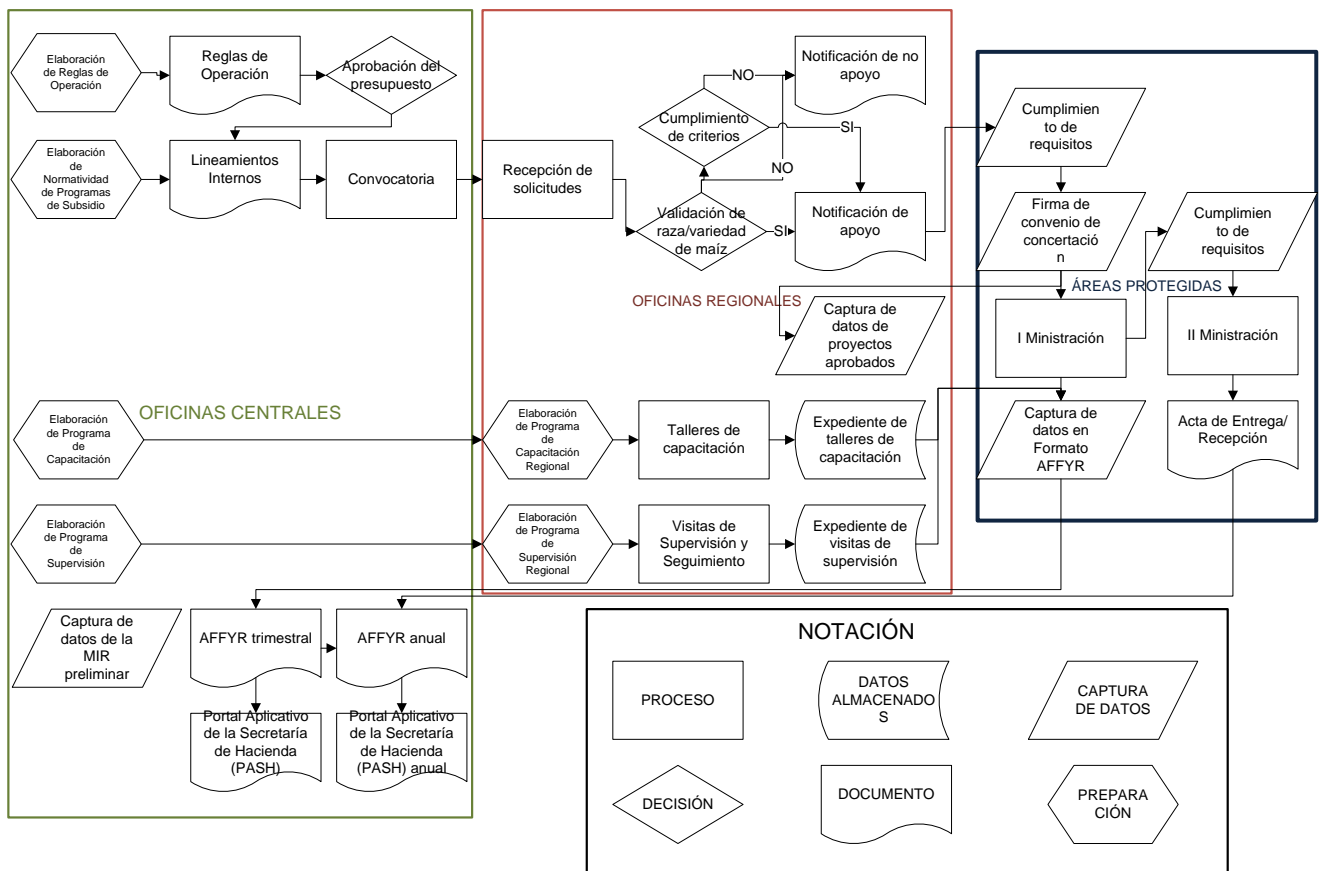 Elaboración
de Reglas de
Operación
Reglas de
Operación
Aprobación del
presupuesto
Elaboración
de
Normatividad
de Programas
de Subsidio
Lineamientos
Internos
Convocatoria
Recepción de
solicitudes
Notificación de no
apoyo
NO
Cumplimiento
de criterios
SI
NO
Validación de
raza/variedad
de maíz
SI
Notificación de
apoyo
OFICINAS REGIONALES
Captura de
datos de
proyectos
aprobados
Cumplimien
to de
requisitos
Firma de
convenio de
concertació
n
Cumplimien
to de
requisitos
ÁREAS PROTEGIDAS
I Ministración
II Ministración
Captura de
datos en
Formato
AFFYR
Acta de Entrega/
Recepción
OFICINAS CENTRALES
Elaboración
de Programa
de
Capacitación
Elaboración
de Programa
de
Capacitación
Regional
Talleres de
capacitación
Expediente de
talleres de
capacitación
Elaboración
de Programa
de
Supervisión
Elaboración
de Programa
de
Supervisión
Regional
Visitas de
Supervisión y
Seguimiento
Expediente de
visitas de
supervisión
Captura de
datos de la
MIR
preliminar
AFFYR trimestral
AFFYR anual
Portal Aplicativo
de la Secretaría
de Hacienda
(PASH)
Portal Aplicativo
de la Secretaría
de Hacienda
(PASH) anual
NOTACIÓN
PROCESO
DATOS
ALMACENADO
S
CAPTURA
DE DATOS
DECISIÓN
DOCUMENTO
PREPARA
CIÓN